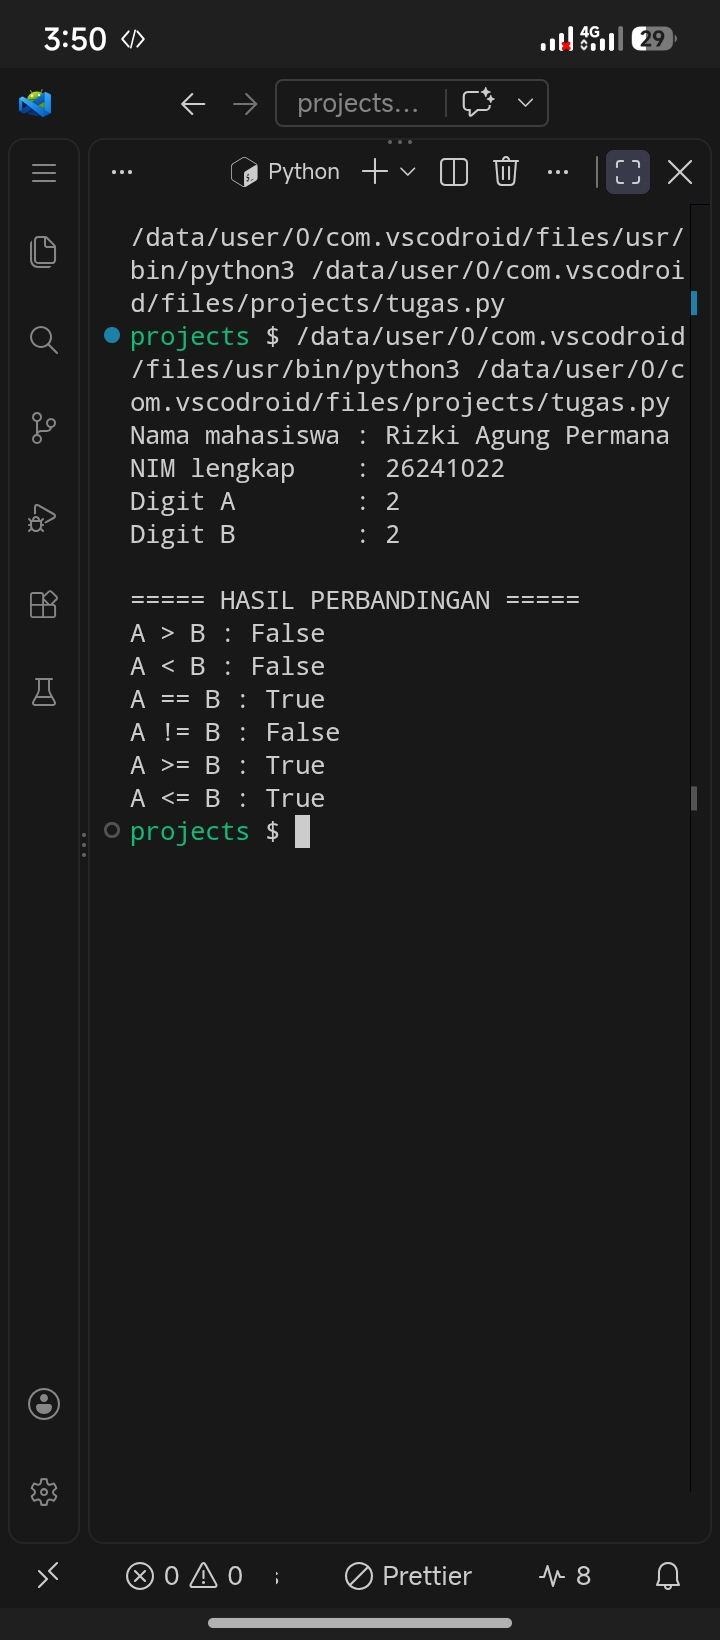 3:50
4G
29
projects...
Python
/data/user/0/com.vscodroid/files/usr/
bin/python3 /data/user/0/com.vscodroi
d/files/projects/tugas.py
projects $ /data/user/0/com.vscodroid
/files/usr/bin/python3 /data/user/0/c
om.vscodroid/files/projects/tugas.py
Nama mahasiswa : Rizki Agung Permana
NIM lengkap    : 26241022
Digit A        : 2
Digit B        : 2
===== HASIL PERBANDINGAN =====
A > B : False
A < B : False
A == B : True
A != B : False
A >= B : True
A <= B : True
projects $
0 0 Prettier 8